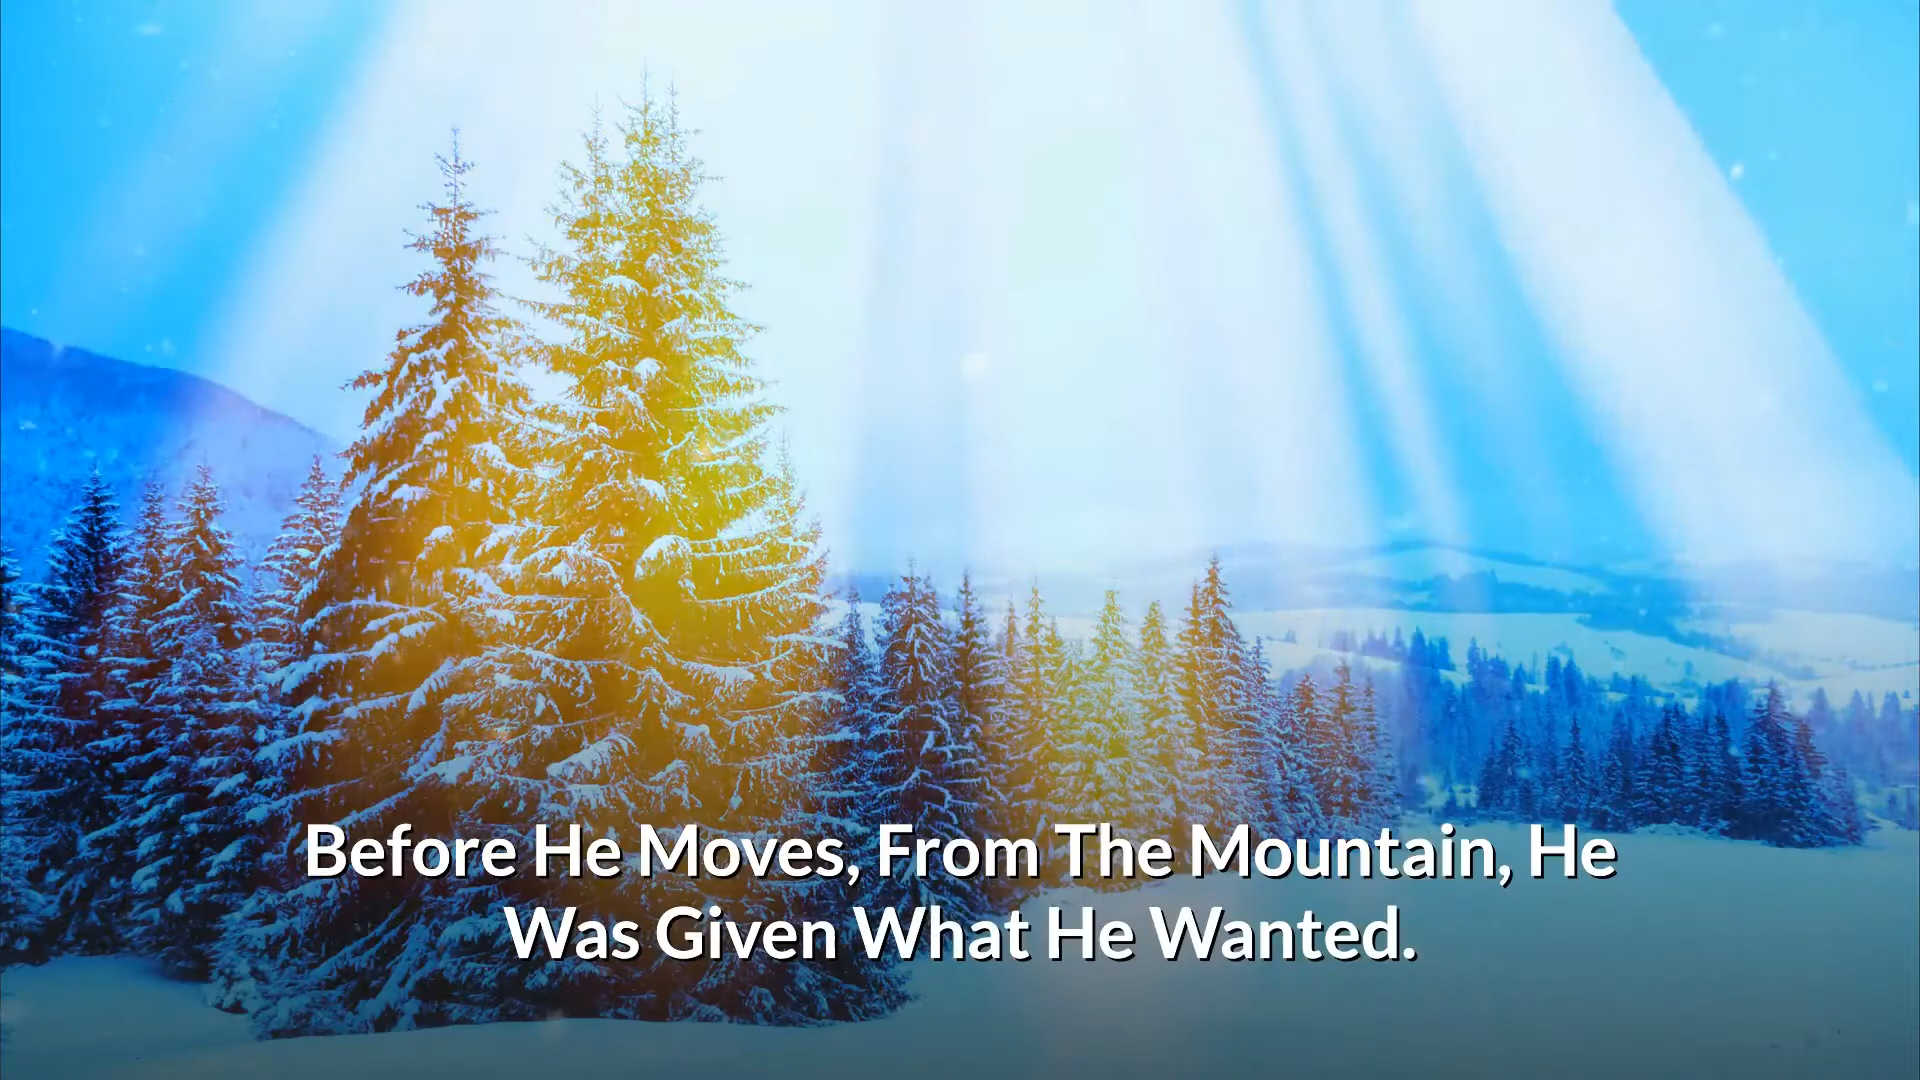 Before He Moves, From The Mountain, He
Was Given What He Wanted.